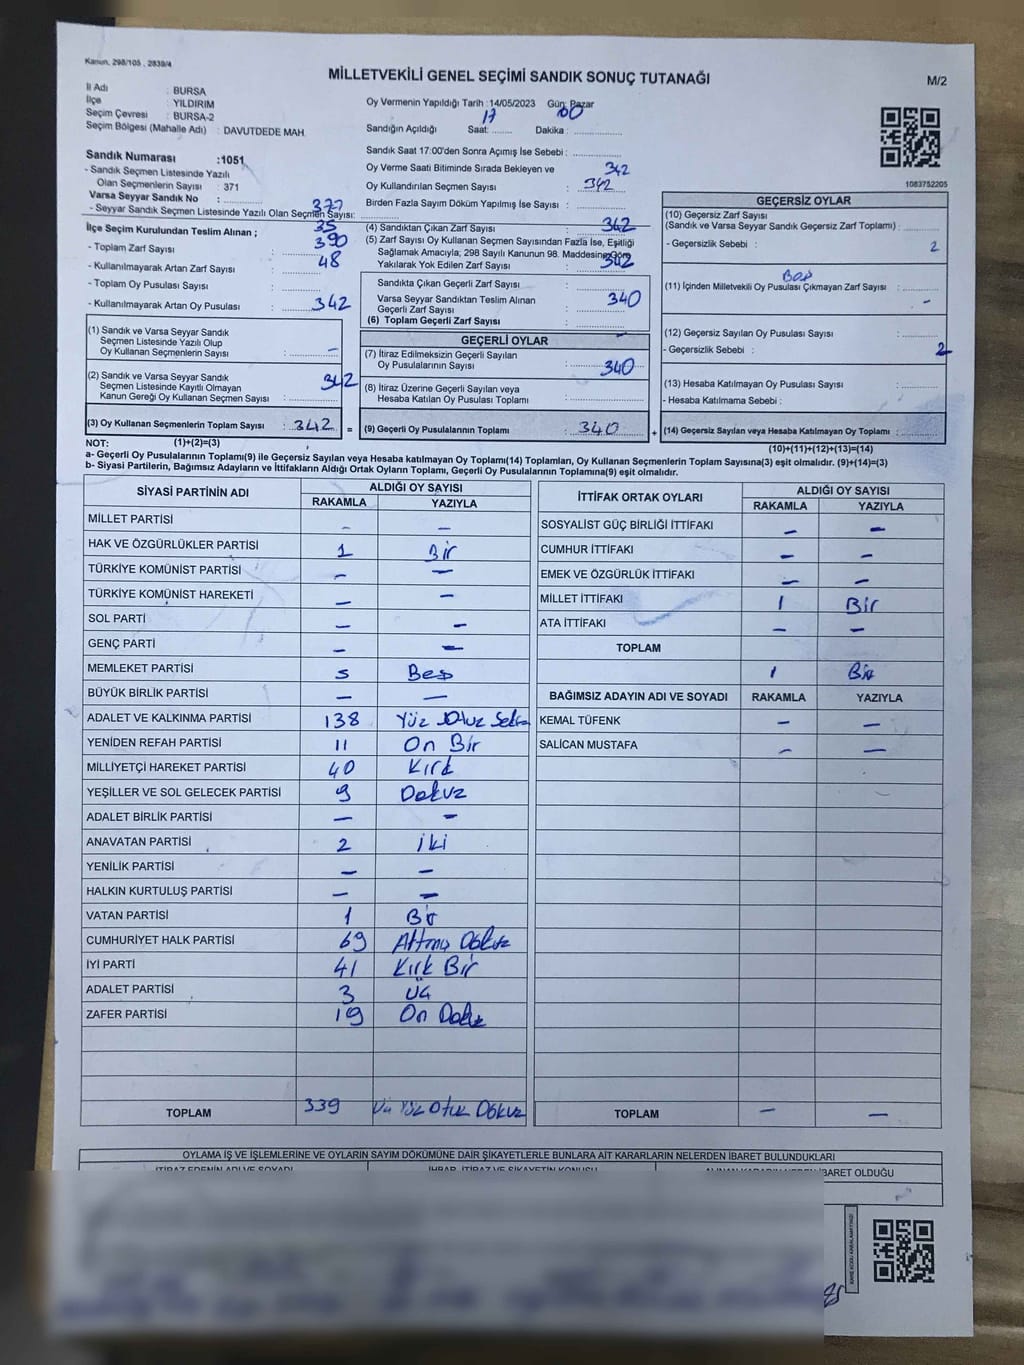 Kanun, 298/105 , 2839/4
MİLLETVEKİLİ GENEL SEÇİMİ SANDIK SONUÇ TUTANAĞI
M/2
İl Adı : BURSA
İlçe : YILDIRIM
Seçim Çevresi : BURSA-2
Seçim Bölgesi (Mahalle Adı) : DAVUTDEDE MAH.
Oy Vermenin Yapıldığı Tarih :14/05/2023 Gün: Pazar
Sandığın Açıldığı Saat: 17 Dakika : 00
Sandık Saat 17:00'den Sonra Açmış İse Sebebi :
Oy Verme Saati Bitiminde Sırada Bekleyen ve 342
Oy Kullandırılan Seçmen Sayısı : 342
Birden Fazla Sayım Döküm Yapılmış İse Sayısı :
1083752205
Sandık Numarası :1051
- Sandık Seçmen Listesinde Yazılı
Olan Seçmenlerin Sayısı : 371
Varsa Seyyar Sandık No :
- Seyyar Sandık Seçmen Listesinde Yazılı Olan Seçmen Sayısı:
İlçe Seçim Kurulundan Teslim Alınan ; 35
- Toplam Zarf Sayısı : 390
- Kullanılmayarak Artan Zarf Sayısı : 48
- Toplam Oy Pusulası Sayısı :
- Kullanılmayarak Artan Oy Pusulası : 342
(1) Sandık ve Varsa Seyyar Sandık
Seçmen Listesinde Yazılı Olup
Oy Kullanan Seçmenlerin Sayısı : –
(2) Sandık ve Varsa Seyyar Sandık 342
Seçmen Listesinde Kayıtlı Olmayan
Kanun Gereği Oy Kullanan Seçmen Sayısı :
(3) Oy Kullanan Seçmenlerin Toplam Sayısı : 342 =
(4) Sandıktan Çıkan Zarf Sayısı : 342
(5) Zarf Sayısı Oy Kullanan Seçmen Sayısından Fazla İse, Eşitliği
Sağlamak Amacıyla; 298 Sayılı Kanunun 98. Maddesine Göre
Yakılarak Yok Edilen Zarf Sayısı : 342
Sandıkta Çıkan Geçerli Zarf Sayısı :
Varsa Seyyar Sandıktan Teslim Alınan 340
Geçerli Zarf Sayısı :
(6) Toplam Geçerli Zarf Sayısı :
GEÇERLİ OYLAR
(7) İtiraz Edilmeksizin Geçerli Sayılan
Oy Pusulalarının Sayısı : 340
(8) İtiraz Üzerine Geçerli Sayılan veya
Hesaba Katılan Oy Pusulası Toplamı :
(9) Geçerli Oy Pusulalarının Toplamı : 340 +
GEÇERSİZ OYLAR
(10) Geçersiz Zarf Sayısı
(Sandık ve Varsa Seyyar Sandık Geçersiz Zarf Toplamı) :
- Geçersizlik Sebebi : 2
Boş
(11) İçinden Milletvekili Oy Pusulası Çıkmayan Zarf Sayısı :
–
(12) Geçersiz Sayılan Oy Pusulası Sayısı :
- Geçersizlik Sebebi : 2
(13) Hesaba Katılmayan Oy Pusulası Sayısı :
- Hesaba Katılmama Sebebi :
(14) Geçersiz Sayılan veya Hesaba Katılmayan Oy Toplamı :
NOT: (1)+(2)=(3)
(10)+(11)+(12)+(13)=(14)
a- Geçerli Oy Pusulalarının Toplamı(9) ile Geçersiz Sayılan veya Hesaba katılmayan Oy Toplamı(14) Toplamları, Oy Kullanan Seçmenlerin Toplam Sayısına(3) eşit olmalıdır. (9)+(14)=(3)
b- Siyasi Partilerin, Bağımsız Adayların ve İttifakların Aldığı Ortak Oyların Toplamı, Geçerli Oy Pusulalarının Toplamına(9) eşit olmalıdır.
SİYASİ PARTİNİN ADI ALDIĞI OY SAYISI
RAKAMLA YAZIYLA
MİLLET PARTİSİ – –
HAK VE ÖZGÜRLÜKLER PARTİSİ 1 Bir
TÜRKİYE KOMÜNİST PARTİSİ – –
TÜRKİYE KOMÜNİST HAREKETİ – –
SOL PARTİ – –
GENÇ PARTİ – –
MEMLEKET PARTİSİ 5 Beş
BÜYÜK BİRLİK PARTİSİ – –
ADALET VE KALKINMA PARTİSİ 138 Yüz Otuz Sekiz
YENİDEN REFAH PARTİSİ 11 On Bir
MİLLİYETÇİ HAREKET PARTİSİ 40 Kırk
YEŞİLLER VE SOL GELECEK PARTİSİ 9 Dokuz
ADALET BİRLİK PARTİSİ – –
ANAVATAN PARTİSİ 2 İki
YENİLİK PARTİSİ – –
HALKIN KURTULUŞ PARTİSİ – –
VATAN PARTİSİ 1 Bir
CUMHURİYET HALK PARTİSİ 69 Altmış Dokuz
İYİ PARTİ 41 Kırk Bir
ADALET PARTİSİ 3 Üç
ZAFER PARTİSİ 19 On Dokuz
TOPLAM 339 Üç Yüz Otuz Dokuz
İTTİFAK ORTAK OYLARI ALDIĞI OY SAYISI
RAKAMLA YAZIYLA
SOSYALİST GÜÇ BİRLİĞİ İTTİFAKI – –
CUMHUR İTTİFAKI – –
EMEK VE ÖZGÜRLÜK İTTİFAKI – –
MİLLET İTTİFAKI 1 Bir
ATA İTTİFAKI – –
TOPLAM
1 Bir
BAĞIMSIZ ADAYIN ADI VE SOYADI RAKAMLA YAZIYLA
KEMAL TÜFENK – –
SALİCAN MUSTAFA – –
TOPLAM – –
OYLAMA İŞ VE İŞLEMLERİNE VE OYLARIN SAYIM DÖKÜMÜNE DAİR ŞİKAYETLERLE BUNLARA AİT KARARLARIN NELERDEN İBARET BULUNDUKLARI
İTİRAZ EDENİN ADI VE SOYADI İHBAR, İTİRAZ VE ŞİKAYETİN KONUSU ALINAN KARARIN NEDEN İBARET OLDUĞU